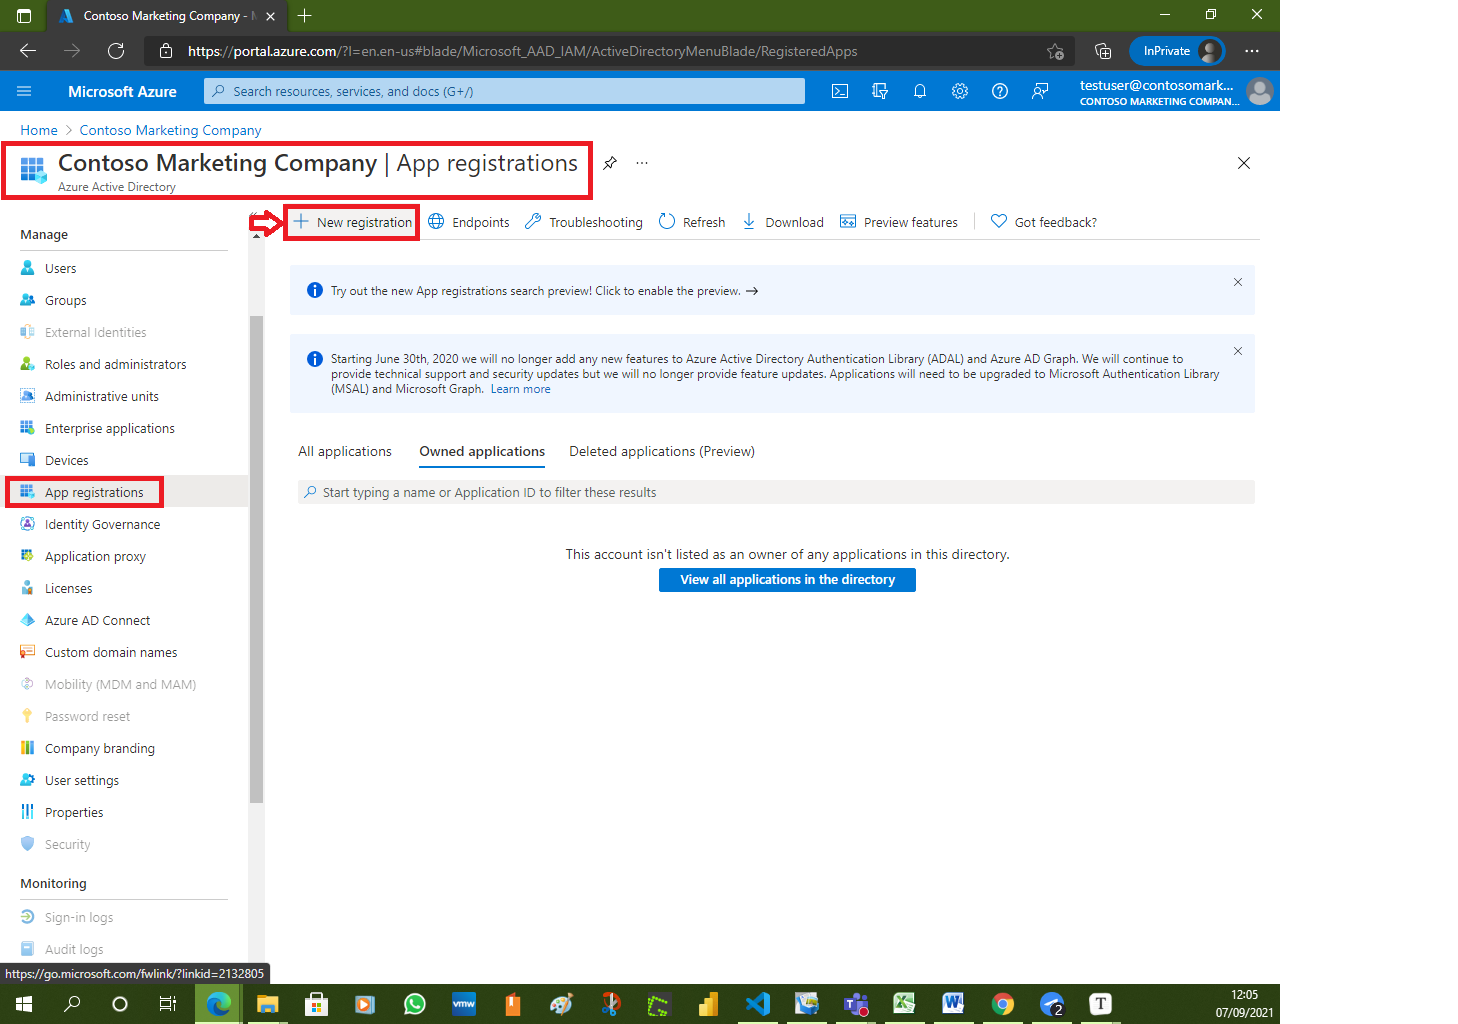 Contoso Marketing Company - M
https://portal.azure.com/?l=en.en-us#blade/Microsoft_AAD_IAM/ActiveDirectoryMenuBlade/RegisteredApps
InPrivate
Microsoft Azure
Search resources, services, and docs (G+/)
testuser@contosomark...
CONTOSO MARKETING COMPAN...
Home > Contoso Marketing Company
Contoso Marketing Company | App registrations
Azure Active Directory
New registration
Endpoints
Troubleshooting
Refresh
Download
Preview features
Got feedback?
Manage
Users
Groups
External Identities
Roles and administrators
Administrative units
Enterprise applications
Devices
App registrations
Identity Governance
Application proxy
Licenses
Azure AD Connect
Custom domain names
Mobility (MDM and MAM)
Password reset
Company branding
User settings
Properties
Security
Monitoring
Sign-in logs
Audit logs
Try out the new App registrations search preview! Click to enable the preview. →
Starting June 30th, 2020 we will no longer add any new features to Azure Active Directory Authentication Library (ADAL) and Azure AD Graph. We will continue to
provide technical support and security updates but we will no longer provide feature updates. Applications will need to be upgraded to Microsoft Authentication Library
(MSAL) and Microsoft Graph. Learn more
All applications
Owned applications
Deleted applications (Preview)
Start typing a name or Application ID to filter these results
This account isn't listed as an owner of any applications in this directory.
View all applications in the directory
https://go.microsoft.com/fwlink/?linkid=2132805
vmw
2
T
12:05
07/09/2021